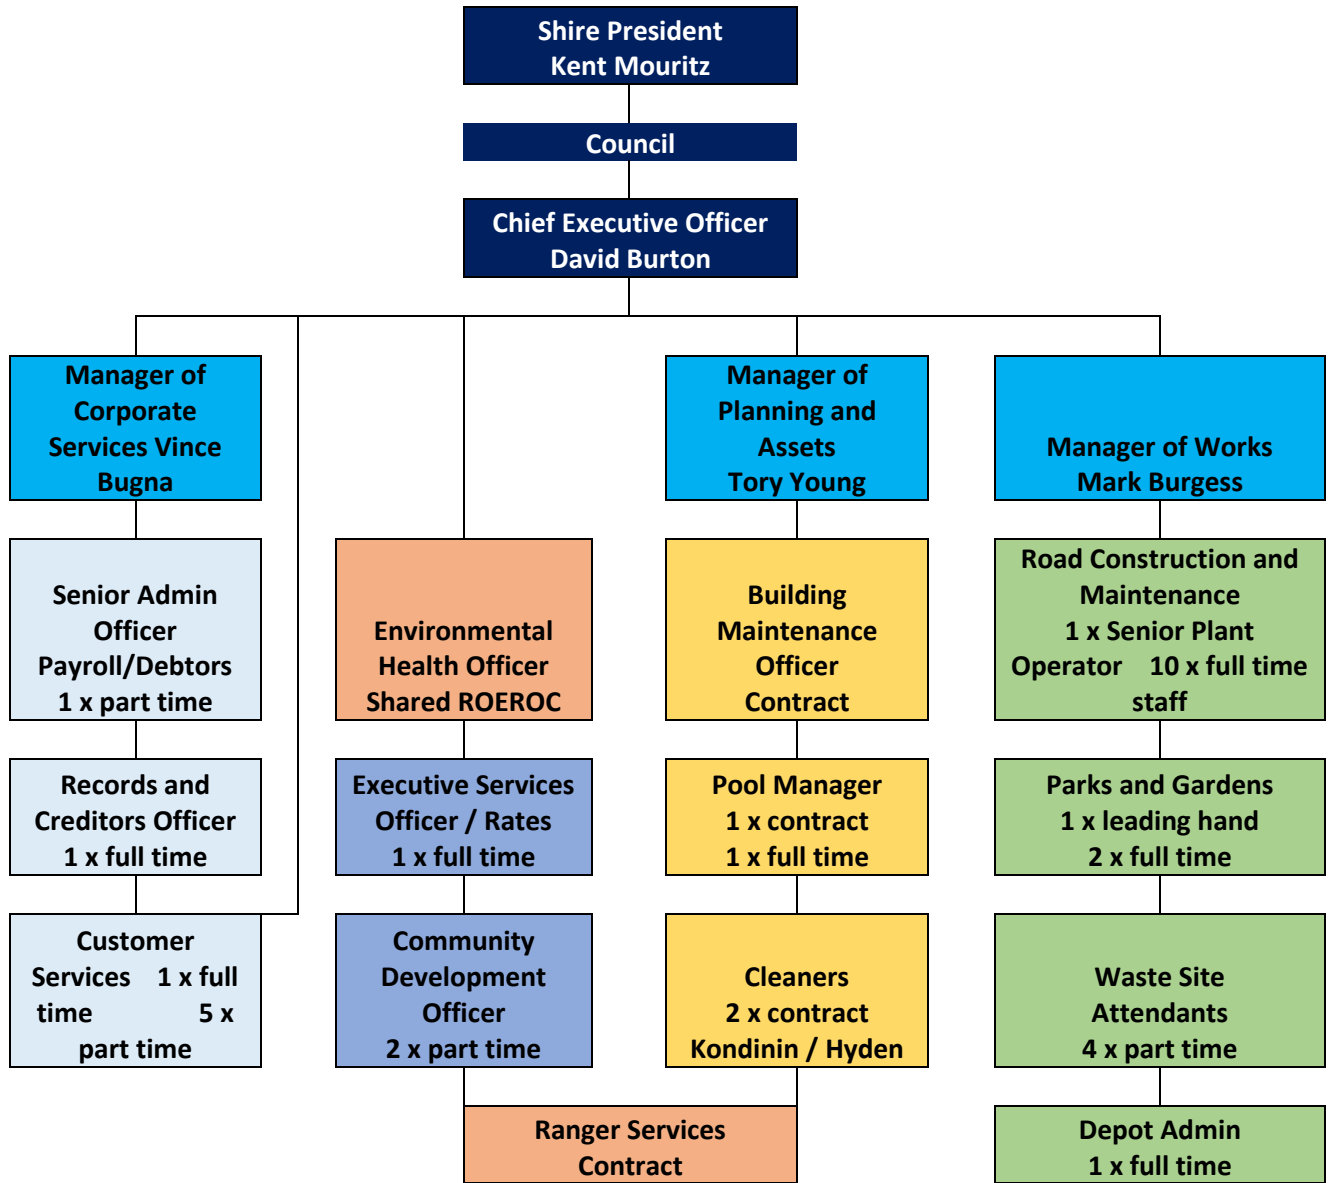 Shire President
Kent Mouritz
Council
Chief Executive Officer
David Burton
Manager of
Corporate
Services Vince
Bugna
Manager of
Planning and
Assets
Tory Young
Manager of Works
Mark Burgess
Senior Admin
Officer
Payroll/Debtors
1 x part time
Environmental
Health Officer
Shared ROEROC
Building
Maintenance
Officer
Contract
Road Construction and
Maintenance
1 x Senior Plant
Operator 10 x full time
staff
Records and
Creditors Officer
1 x full time
Executive Services
Officer / Rates
1 x full time
Pool Manager
1 x contract
1 x full time
Parks and Gardens
1 x leading hand
2 x full time
Customer
Services 1 x full
time 5 x
part time
Community
Development
Officer
2 x part time
Cleaners
2 x contract
Kondinin / Hyden
Waste Site
Attendants
4 x part time
Ranger Services
Contract
Depot Admin
1 x full time